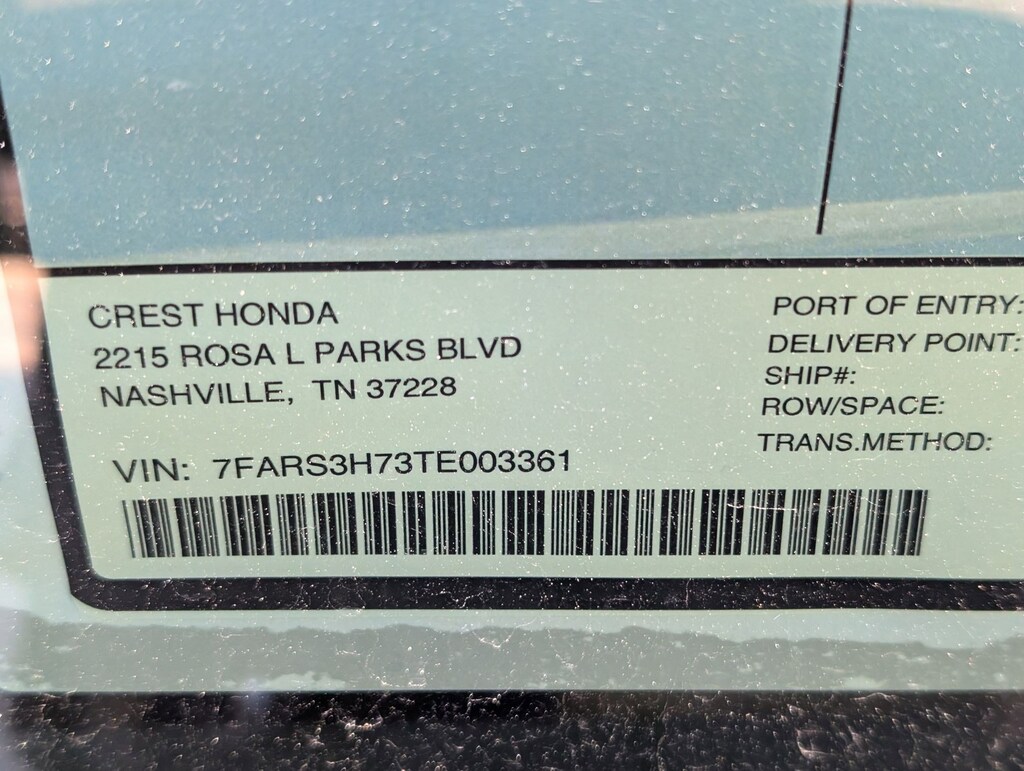 CREST HONDA
2215 ROSA L PARKS BLVD
NASHVILLE, TN 37228
VIN: 7FARS3H73TE003361
PORT OF ENTRY:
DELIVERY POINT:
SHIP#:
ROW/SPACE:
TRANS.METHOD: